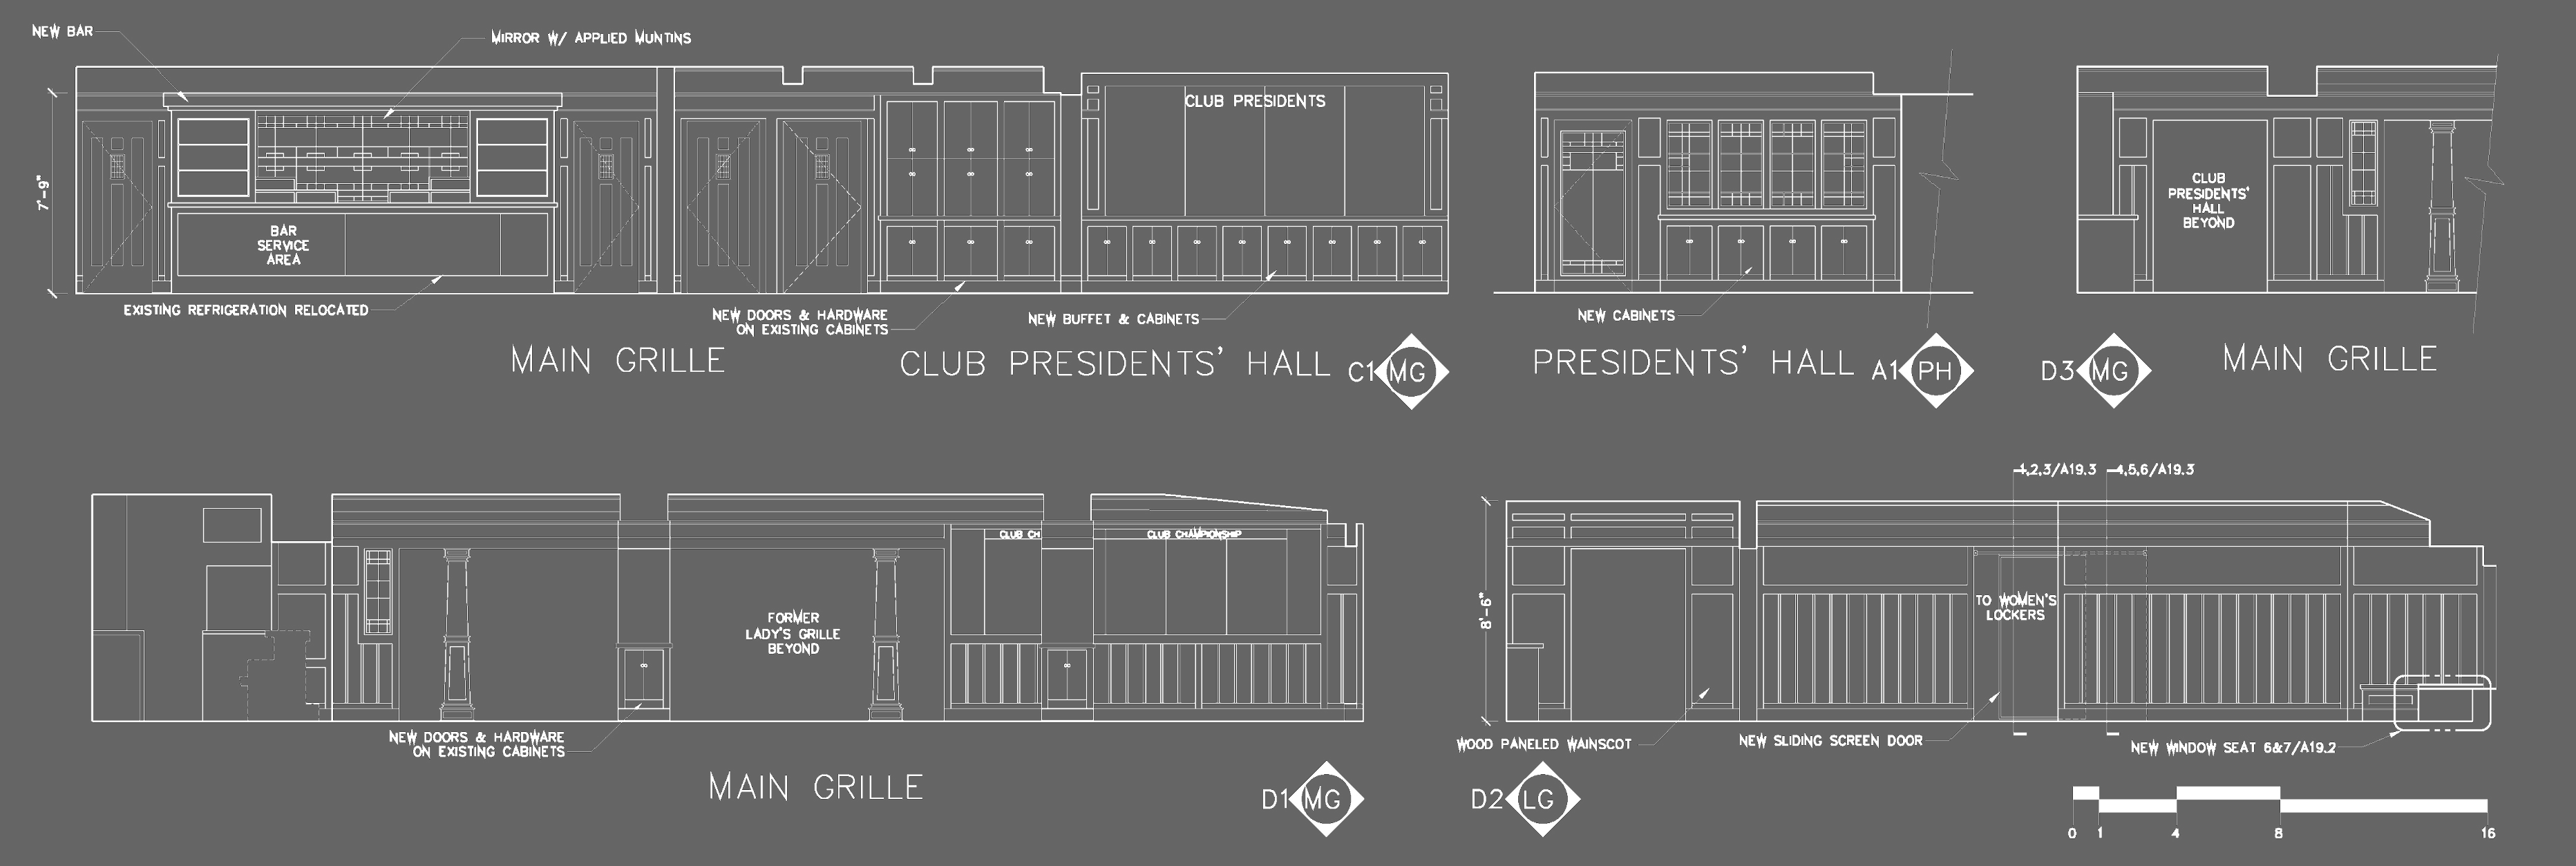 NEW BAR
MIRROR W/ APPLIED MUNTINS
7'-9"
BAR
SERVICE
AREA
EXISTING REFRIGERATION RELOCATED
NEW DOORS & HARDWARE
ON EXISTING CABINETS
CLUB PRESIDENTS
NEW BUFFET & CABINETS
MAIN GRILLE
CLUB PRESIDENTS' HALL
C1 MG
NEW CABINETS
PRESIDENTS' HALL
A1 PH
CLUB
PRESIDENTS'
HALL
BEYOND
D3 MG
MAIN GRILLE
CLUB CH
CLUB CHAMPIONSHIP
FORMER
LADY'S GRILLE
BEYOND
NEW DOORS & HARDWARE
ON EXISTING CABINETS
MAIN GRILLE
D1 MG
1,2,3/A19.3
4,5,6/A19.3
8'-6"
TO WOMEN'S
LOCKERS
WOOD PANELED WAINSCOT
NEW SLIDING SCREEN DOOR
NEW WINDOW SEAT 6&7/A19.2
D2 LG
0 1 4 8 16